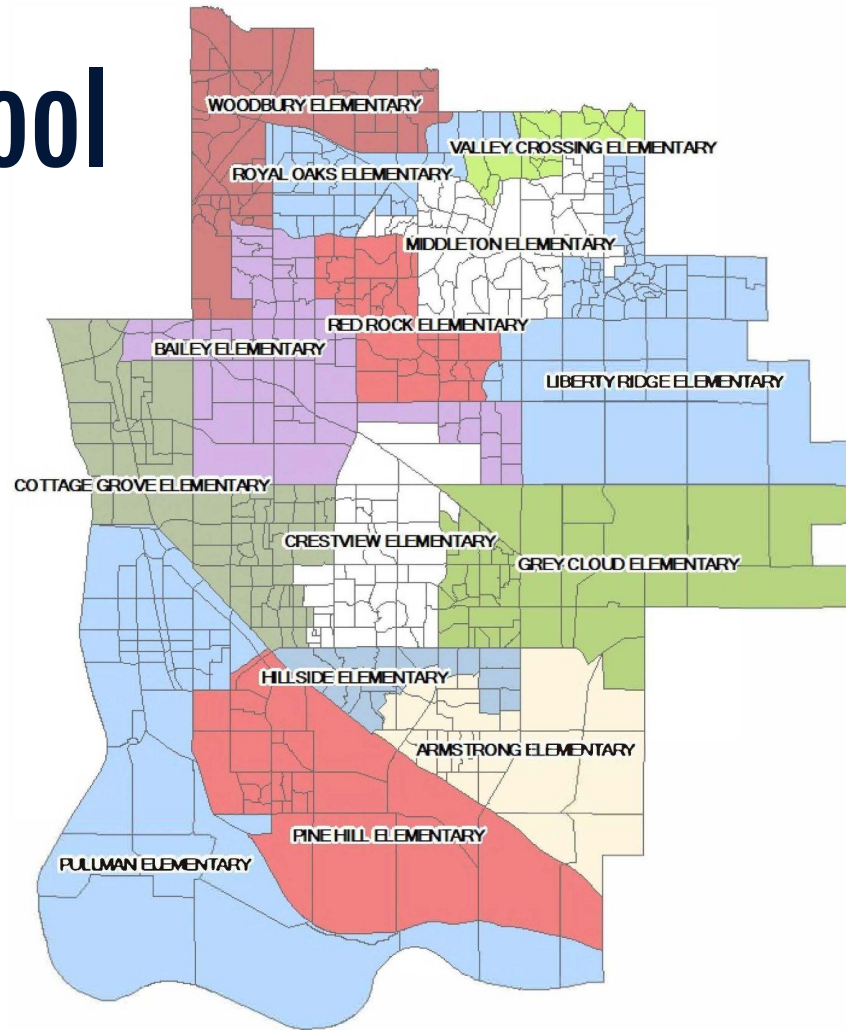 ool
WOODBURY ELEMENTARY
VALLEY CROSSING ELEMENTARY
ROYAL OAKS ELEMENTARY
MIDDLETON ELEMENTARY
RED ROCK ELEMENTARY
BAILEY ELEMENTARY
LIBERTY RIDGE ELEMENTARY
COTTAGE GROVE ELEMENTARY
CRESTVIEW ELEMENTARY
GREY CLOUD ELEMENTARY
HILLSIDE ELEMENTARY
ARMSTRONG ELEMENTARY
PINE HILL ELEMENTARY
PULLMAN ELEMENTARY